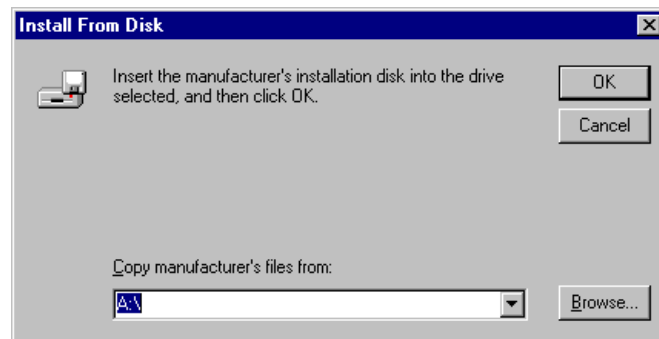 Install From Disk
Insert the manufacturer's installation disk into the drive
selected, and then click OK.
OK
Cancel
Copy manufacturer's files from:
A:\
Browse...